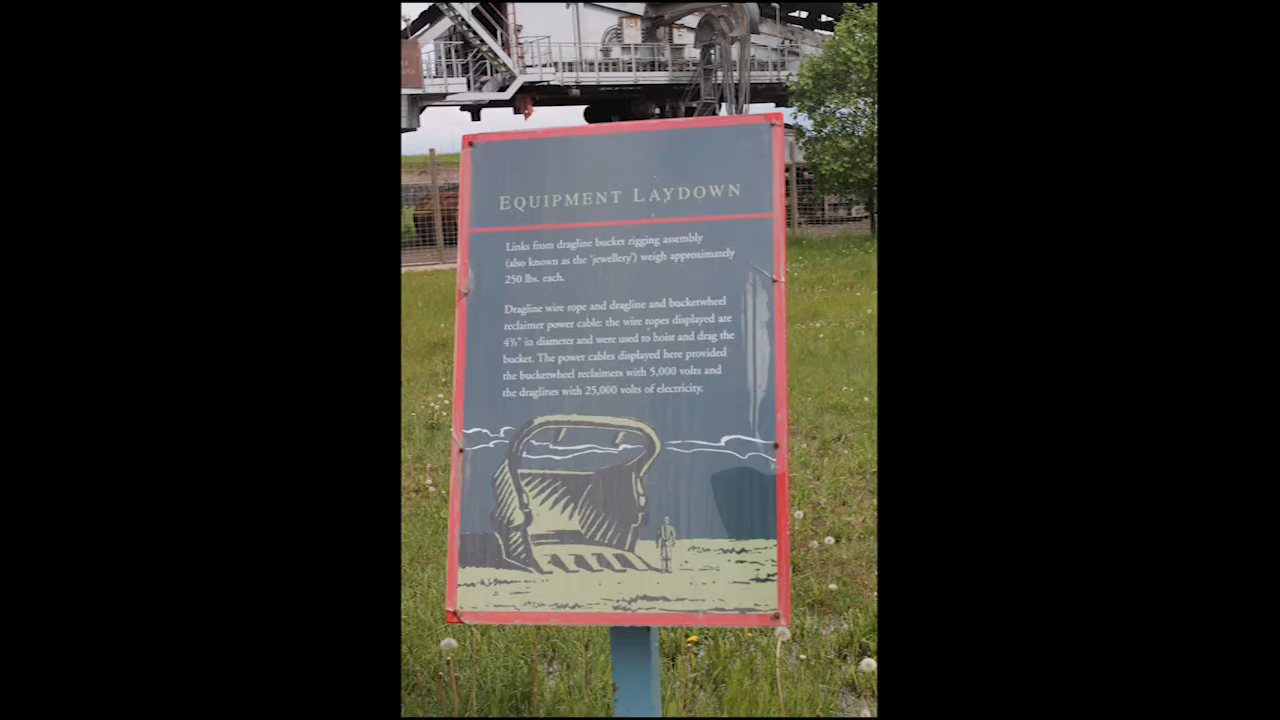 EQUIPMENT LAYDOWN
Links from dragline bucket rigging assembly
(also known as the 'jewellery') weigh approximately
250 lbs. each.
Dragline wire rope and dragline and buckerwheel
reclaimer power cable: the wire ropes displayed are
in diameter and were used to hoist and drag the
bucket. The power cables displayed here provided
the buckerwheel reclaimers with 5,000 volts and
the draglines with 25,000 volts of electricity.